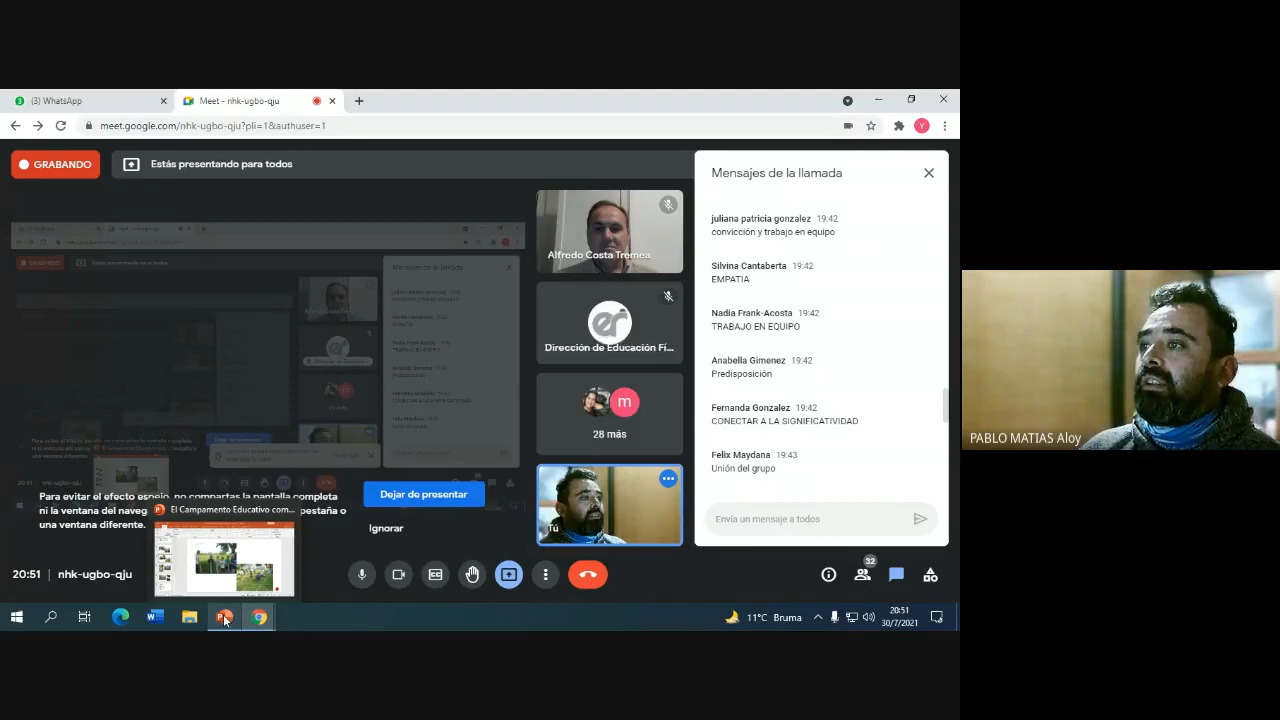 (3) WhatsApp
Meet - nhk-ugbo-qju
meet.google.com/nhk-ugbo-qju?pli=1&authuser=1
Y
GRABANDO
Estás presentando para todos
Mensajes de la llamada
juliana patricia gonzalez 19:42
convicción y trabajo en equipo
Silvina Cantaberta 19:42
EMPATIA
Nadia Frank-Acosta 19:42
TRABAJO EN EQUIPO
Anabella Gimenez 19:42
Predisposición
Fernanda Gonzalez 19:42
CONECTAR A LA SIGNIFICATIVIDAD
Felix Maydana 19:43
Unión del grupo
Envía un mensaje a todos
Alfredo Costa Tremea
er
Dirección de Educación Fí...
m
28 más
Tú
PABLO MATIAS Aloy
Para evitar el efecto espejo, no compartas la pantalla completa
ni la ventana del naveg
pestaña o
una ventana diferente.
El Campamento Educativo com...
Dejar de presentar
Ignorar
20:51 | nhk-ugbo-qju
32
11°C Bruma
20:51
30/7/2021